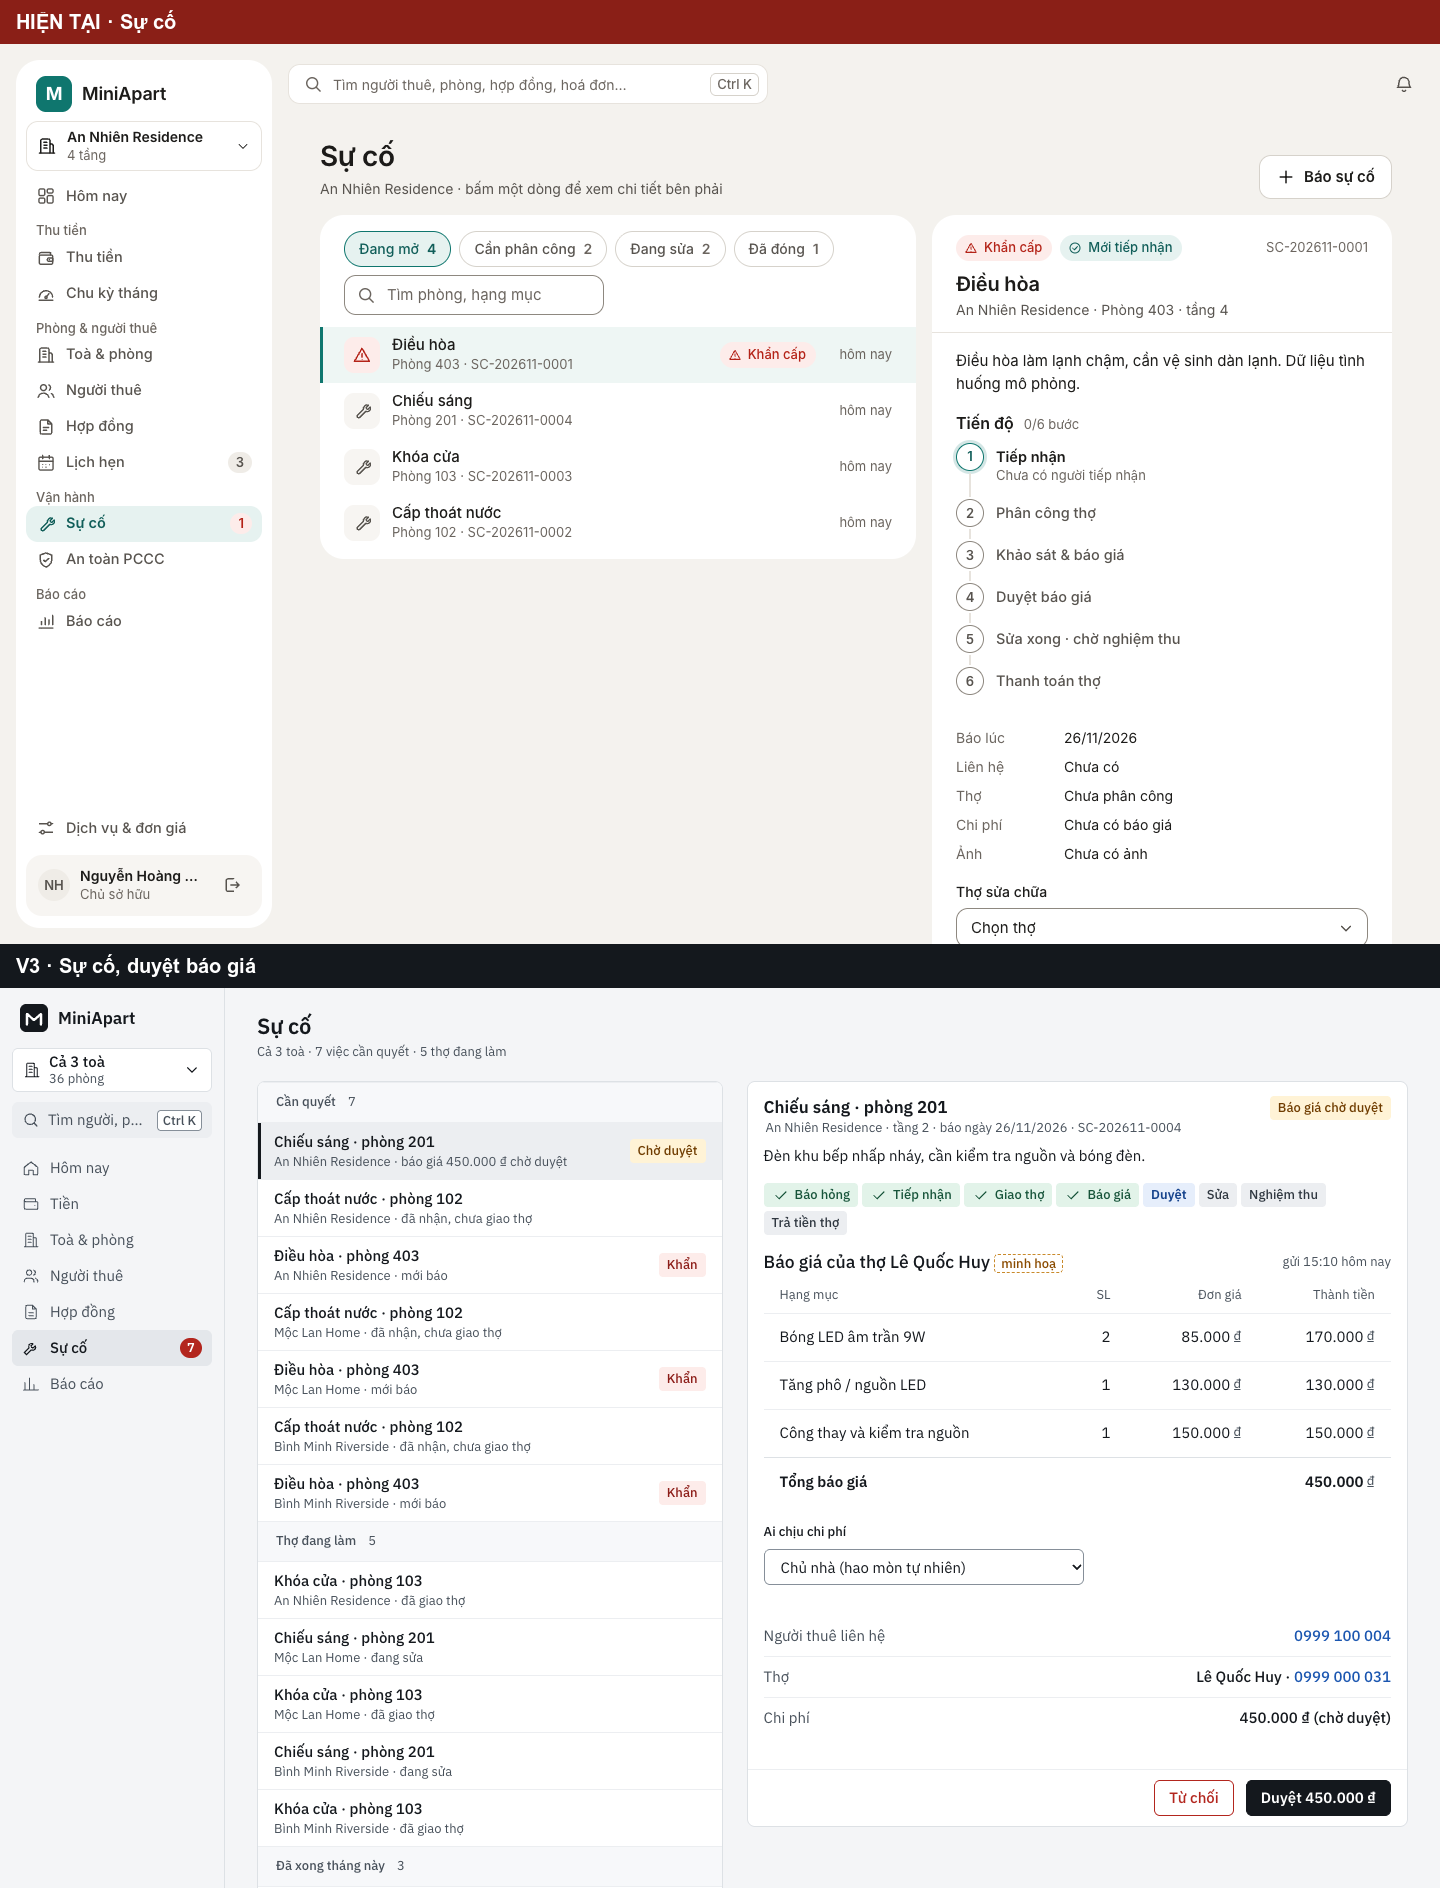 HIỆN TẠI · Sự cố
M MiniApart
An Nhiên Residence
4 tầng
Hôm nay
Thu tiền
Thu tiền
Chu kỳ tháng
Phòng & người thuê
Toà & phòng
Người thuê
Hợp đồng
Lịch hẹn 3
Vận hành
Sự cố 1
An toàn PCCC
Báo cáo
Báo cáo
Dịch vụ & đơn giá
NH
Nguyễn Hoàng ...
Chủ sở hữu
Tìm người thuê, phòng, hợp đồng, hoá đơn... Ctrl K
Sự cố
An Nhiên Residence · bấm một dòng để xem chi tiết bên phải
Báo sự cố
Đang mở 4 Cần phân công 2 Đang sửa 2 Đã đóng 1
Tìm phòng, hạng mục
Điều hòa
Phòng 403 · SC-202611-0001
Khẩn cấp hôm nay
Chiếu sáng
Phòng 201 · SC-202611-0004
hôm nay
Khóa cửa
Phòng 103 · SC-202611-0003
hôm nay
Cấp thoát nước
Phòng 102 · SC-202611-0002
hôm nay
Khẩn cấp Mới tiếp nhận SC-202611-0001
Điều hòa
An Nhiên Residence · Phòng 403 · tầng 4
Điều hòa làm lạnh chậm, cần vệ sinh dàn lạnh. Dữ liệu tình
huống mô phỏng.
Tiến độ 0/6 bước
1 Tiếp nhận
Chưa có người tiếp nhận
2 Phân công thợ
3 Khảo sát & báo giá
4 Duyệt báo giá
5 Sửa xong · chờ nghiệm thu
6 Thanh toán thợ
Báo lúc 26/11/2026
Liên hệ Chưa có
Thợ Chưa phân công
Chi phí Chưa có báo giá
Ảnh Chưa có ảnh
Thợ sửa chữa
Chọn thợ
V3 · Sự cố, duyệt báo giá
MiniApart
Cả 3 toà
36 phòng
Tìm người, p... Ctrl K
Hôm nay
Tiền
Toà & phòng
Người thuê
Hợp đồng
Sự cố 7
Báo cáo
Sự cố
Cả 3 toà · 7 việc cần quyết · 5 thợ đang làm
Cần quyết 7
Chiếu sáng · phòng 201
An Nhiên Residence · báo giá 450.000 ₫ chờ duyệt
Chờ duyệt
Cấp thoát nước · phòng 102
An Nhiên Residence · đã nhận, chưa giao thợ
Điều hòa · phòng 403
An Nhiên Residence · mới báo
Khẩn
Cấp thoát nước · phòng 102
Mộc Lan Home · đã nhận, chưa giao thợ
Điều hòa · phòng 403
Mộc Lan Home · mới báo
Khẩn
Cấp thoát nước · phòng 102
Bình Minh Riverside · đã nhận, chưa giao thợ
Điều hòa · phòng 403
Bình Minh Riverside · mới báo
Khẩn
Thợ đang làm 5
Khóa cửa · phòng 103
An Nhiên Residence · đã giao thợ
Chiếu sáng · phòng 201
Mộc Lan Home · đang sửa
Khóa cửa · phòng 103
Mộc Lan Home · đã giao thợ
Chiếu sáng · phòng 201
Bình Minh Riverside · đang sửa
Khóa cửa · phòng 103
Bình Minh Riverside · đã giao thợ
Đã xong tháng này 3
Chiếu sáng · phòng 201
Báo giá chờ duyệt
An Nhiên Residence · tầng 2 · báo ngày 26/11/2026 · SC-202611-0004
Đèn khu bếp nhấp nháy, cần kiểm tra nguồn và bóng đèn.
Báo hỏng Tiếp nhận Giao thợ Báo giá Duyệt Sửa Nghiệm thu
Trả tiền thợ
Báo giá của thợ Lê Quốc Huy minh hoạ gửi 15:10 hôm nay
Hạng mục SL Đơn giá Thành tiền
Bóng LED âm trần 9W 2 85.000 ₫ 170.000 ₫
Tăng phô / nguồn LED 1 130.000 ₫ 130.000 ₫
Công thay và kiểm tra nguồn 1 150.000 ₫ 150.000 ₫
Tổng báo giá 450.000 ₫
Ai chịu chi phí
Chủ nhà (hao mòn tự nhiên)
Người thuê liên hệ 0999 100 004
Thợ Lê Quốc Huy · 0999 000 031
Chi phí 450.000 ₫ (chờ duyệt)
Từ chối Duyệt 450.000 ₫